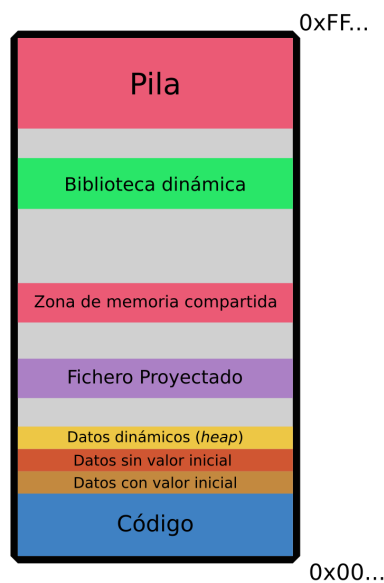 0xFF...
Pila
Biblioteca dinámica
Zona de memoria compartida
Fichero Proyectado
Datos dinámicos (heap)
Datos sin valor inicial
Datos con valor inicial
Código
0x00...